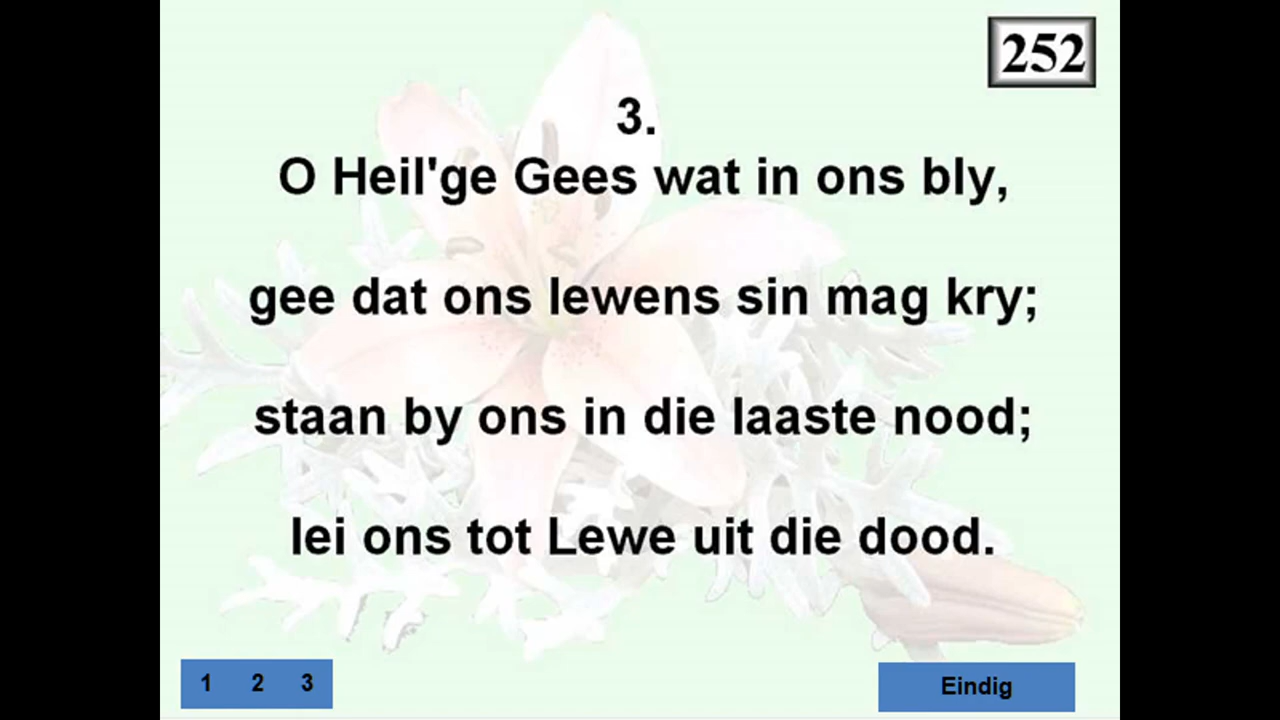 252
3.
O Heil'ge Gees wat in ons bly,
gee dat ons lewens sin mag kry;
staan by ons in die laaste nood;
lei ons tot Lewe uit die dood.
1 2 3
Eindig